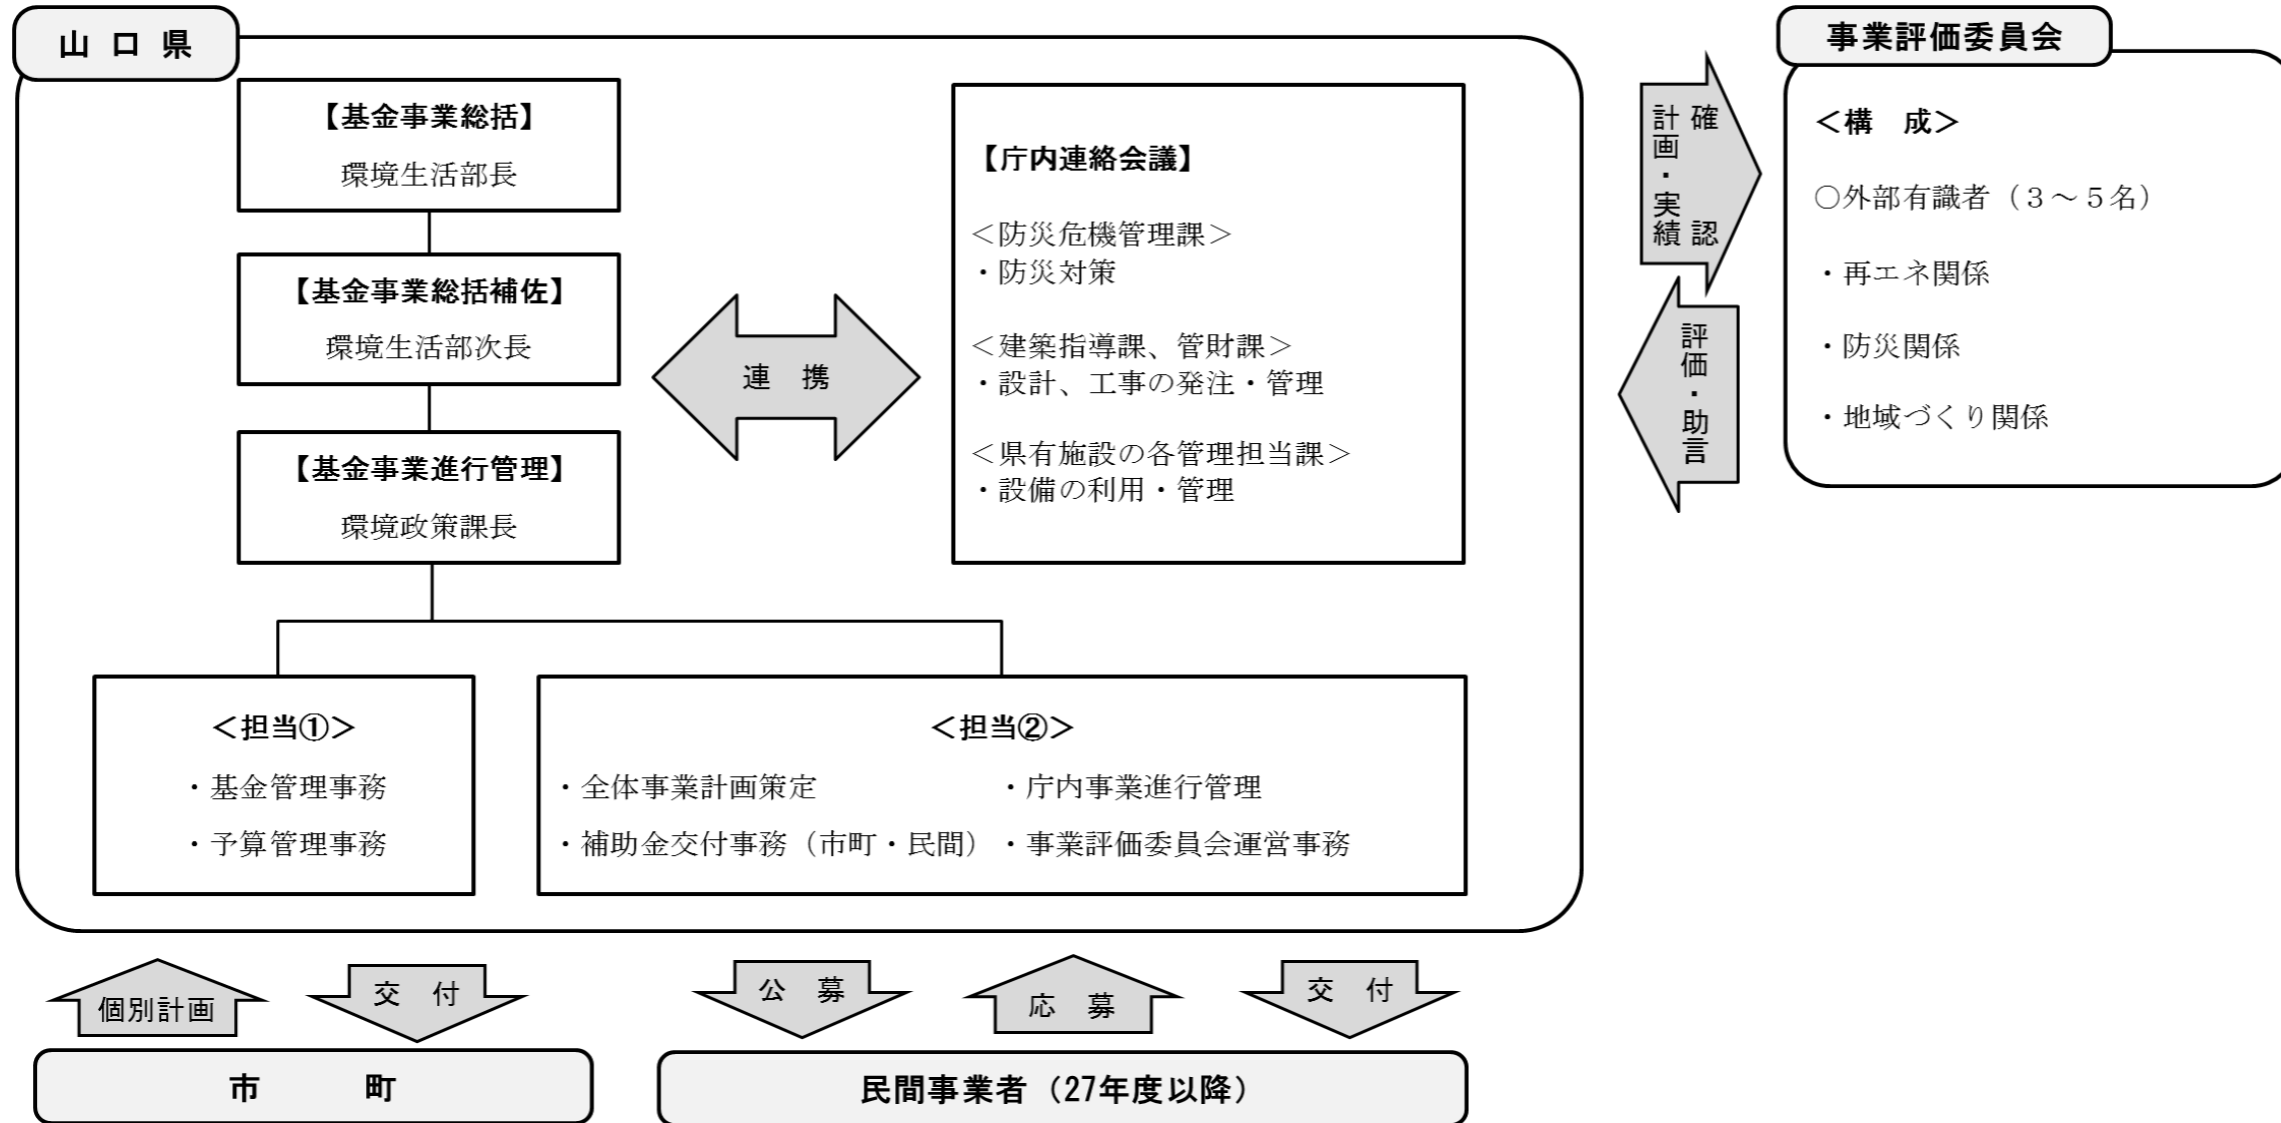 山 口 県
【基金事業総括】
環境生活部長
【基金事業総括補佐】
環境生活部次長
【基金事業進行管理】
環境政策課長
連 携
【庁内連絡会議】
＜防災危機管理課＞
・防災対策
＜建築指導課、管財課＞
・設計、工事の発注・管理
＜県有施設の各管理担当課＞
・設備の利用・管理
＜担当①＞
・基金管理事務
・予算管理事務
＜担当②＞
・全体事業計画策定 ・庁内事業進行管理
・補助金交付事務（市町・民間） ・事業評価委員会運営事務
計画・実績
確 認
評価・助言
事業評価委員会
＜構 成＞
○外部有識者（３～５名）
・再エネ関係
・防災関係
・地域づくり関係
個別計画
交 付
公 募
応 募
交 付
市 町
民間事業者（27年度以降）